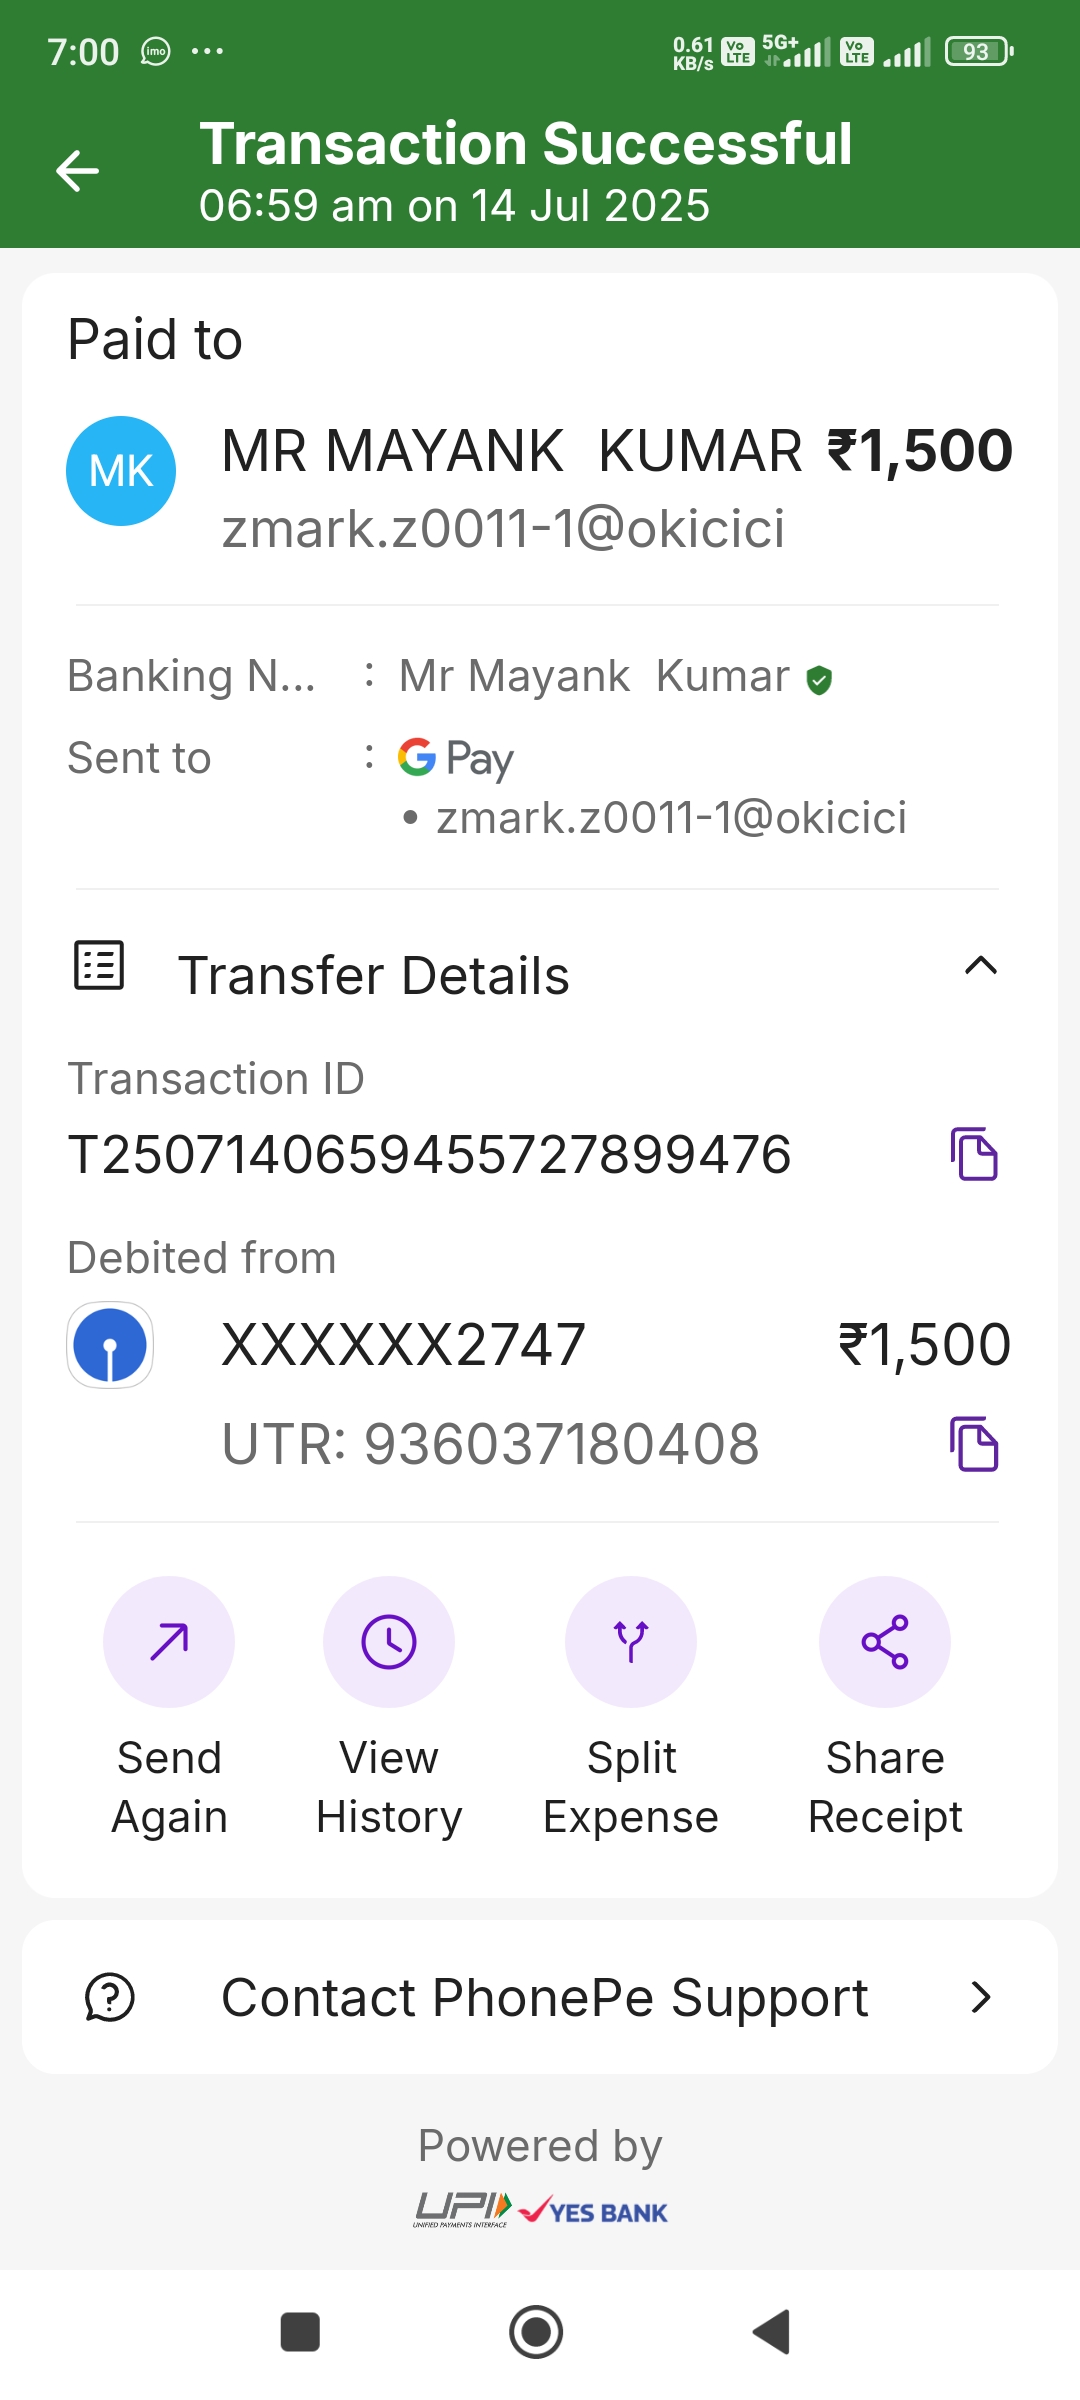 7:00 imo ... 0.61 KB/s Vo LTE 5G+ Vo LTE 93
Transaction Successful
06:59 am on 14 Jul 2025
Paid to
MK MR MAYANK  KUMAR ₹1,500
zmark.z0011-1@okicici
Banking N... : Mr Mayank  Kumar
Sent to : G Pay
• zmark.z0011-1@okicici
Transfer Details
Transaction ID
T2507140659455727899476
Debited from
XXXXXX2747 ₹1,500
UTR: 936037180408
Send Again
View History
Split Expense
Share Receipt
Contact PhonePe Support
Powered by
UPI UNIFIED PAYMENTS INTERFACE YES BANK